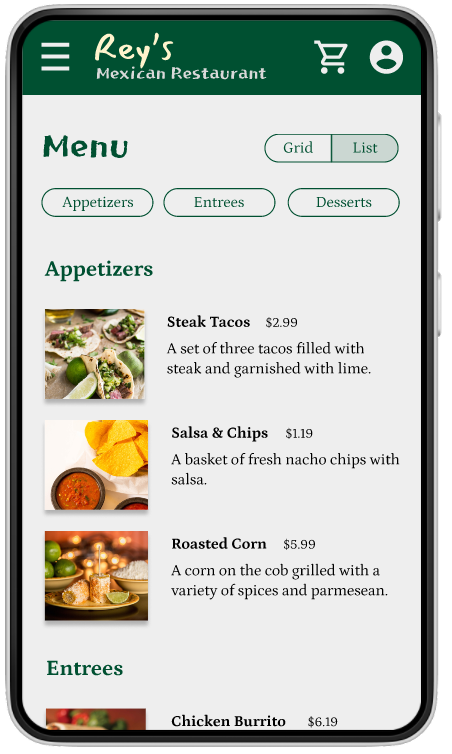 Rey's
Mexican Restaurant
Menu
Grid List
Appetizers Entrees Desserts
Appetizers
Steak Tacos $2.99
A set of three tacos filled with
steak and garnished with lime.
Salsa & Chips $1.19
A basket of fresh nacho chips with
salsa.
Roasted Corn $5.99
A corn on the cob grilled with a
variety of spices and parmesean.
Entrees
Chicken Burrito $6.19